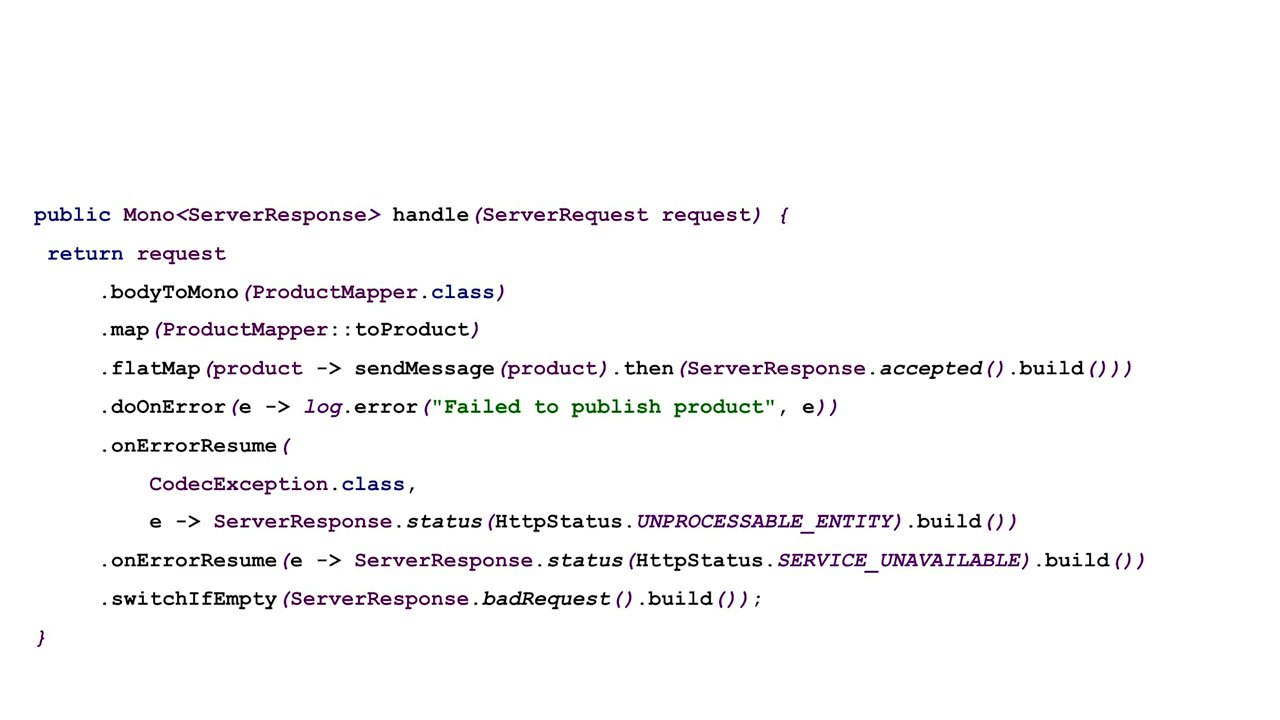 public Mono<ServerResponse> handle(ServerRequest request) {
return request
.bodyToMono(ProductMapper.class)
.map(ProductMapper::toProduct)
.flatMap(product -> sendMessage(product).then(ServerResponse.accepted().build()))
.doOnError(e -> log.error("Failed to publish product", e))
.onErrorResume(
CodecException.class,
e -> ServerResponse.status(HttpStatus.UNPROCESSABLE_ENTITY).build())
.onErrorResume(e -> ServerResponse.status(HttpStatus.SERVICE_UNAVAILABLE).build())
.switchIfEmpty(ServerResponse.badRequest().build());
}